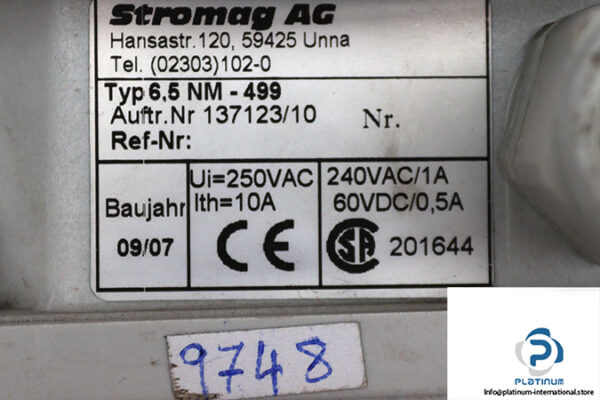 Stromag AG
Hansastr.120, 59425 Unna
Tel. (02303)102-0
Typ 6,5 NM - 499
Auftr.Nr 137123/10 Nr.
Ref-Nr:
Baujahr
09/07
Ui=250VAC
Ith=10A
CE
240VAC/1A
60VDC/0,5A
CSA 201644
9748
PLATINUM
Info@platinum-international.store